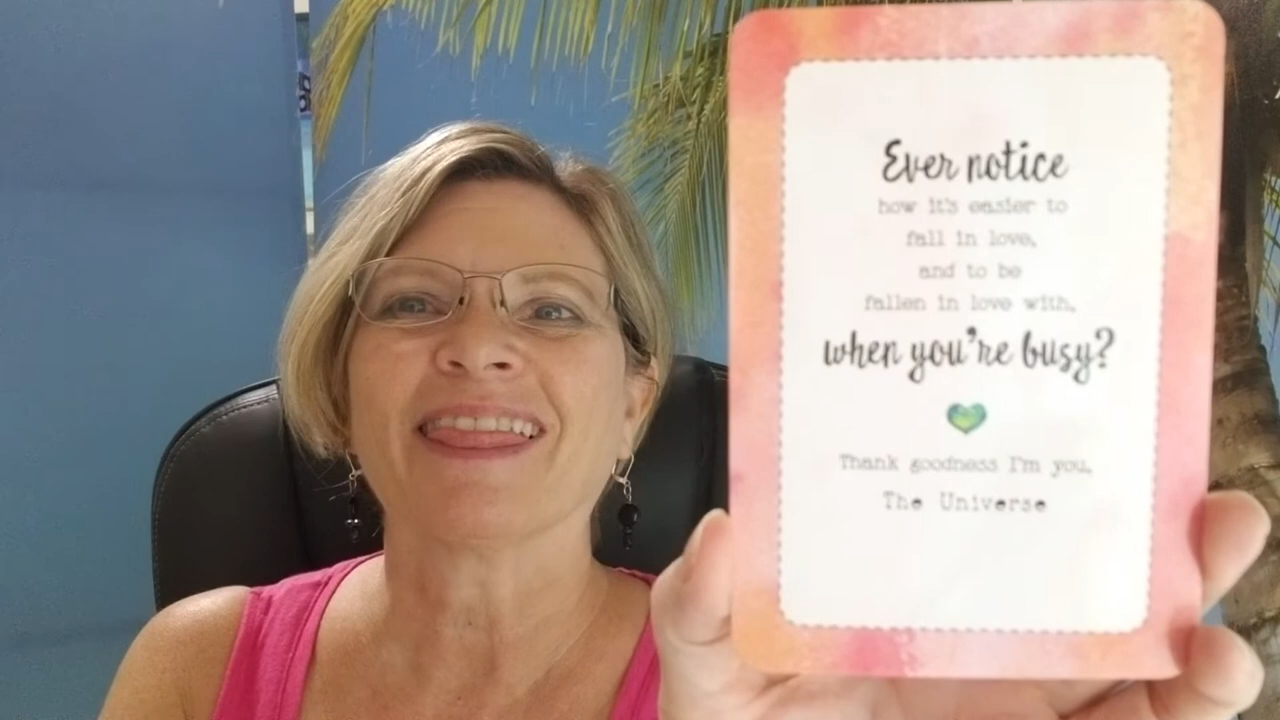 Ever notice
how it's easier to
fall in love,
and to be
fallen in love with,
when you're busy?
Thank goodness I'm you,
The Universe